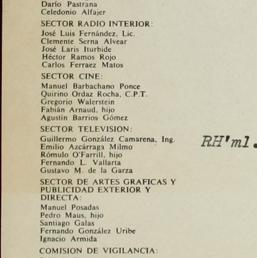 Darío Pastrana
Celedonio Alfajer
SECTOR RADIO INTERIOR:
José Luis Fernández, Lic.
Clemente Serna Alvear
José Laris Iturbide
Héctor Ramos Rojo
Carlos Ferraez Matos
SECTOR CINE:
Manuel Barbachano Ponce
Quirino Ordaz Rocha, C.P.T.
Gregorio Walerstein
Fabián Arnaud, hijo
Agustín Barrios Gómez
SECTOR TELEVISION:
Guillermo González Camarena, Ing.
Emilio Azcárraga Milmo
Rómulo O'Farrill, hijo
Fernando L. Vallarta
Gustavo M. de la Garza
RH'ml.
SECTOR DE ARTES GRAFICAS Y
PUBLICIDAD EXTERIOR Y
DIRECTA:
Manuel Posadas
Pedro Maus, hijo
Santiago Galas
Fernando González Uribe
Ignacio Armida
COMISION DE VIGILANCIA: